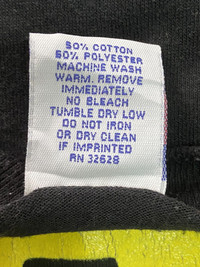 50% COTTON
50% POLYESTER
MACHINE WASH
WARM. REMOVE
IMMEDIATELY
NO BLEACH
TUMBLE DRY LOW
DO NOT IRON
OR DRY CLEAN
IF IMPRINTED
RN 32628